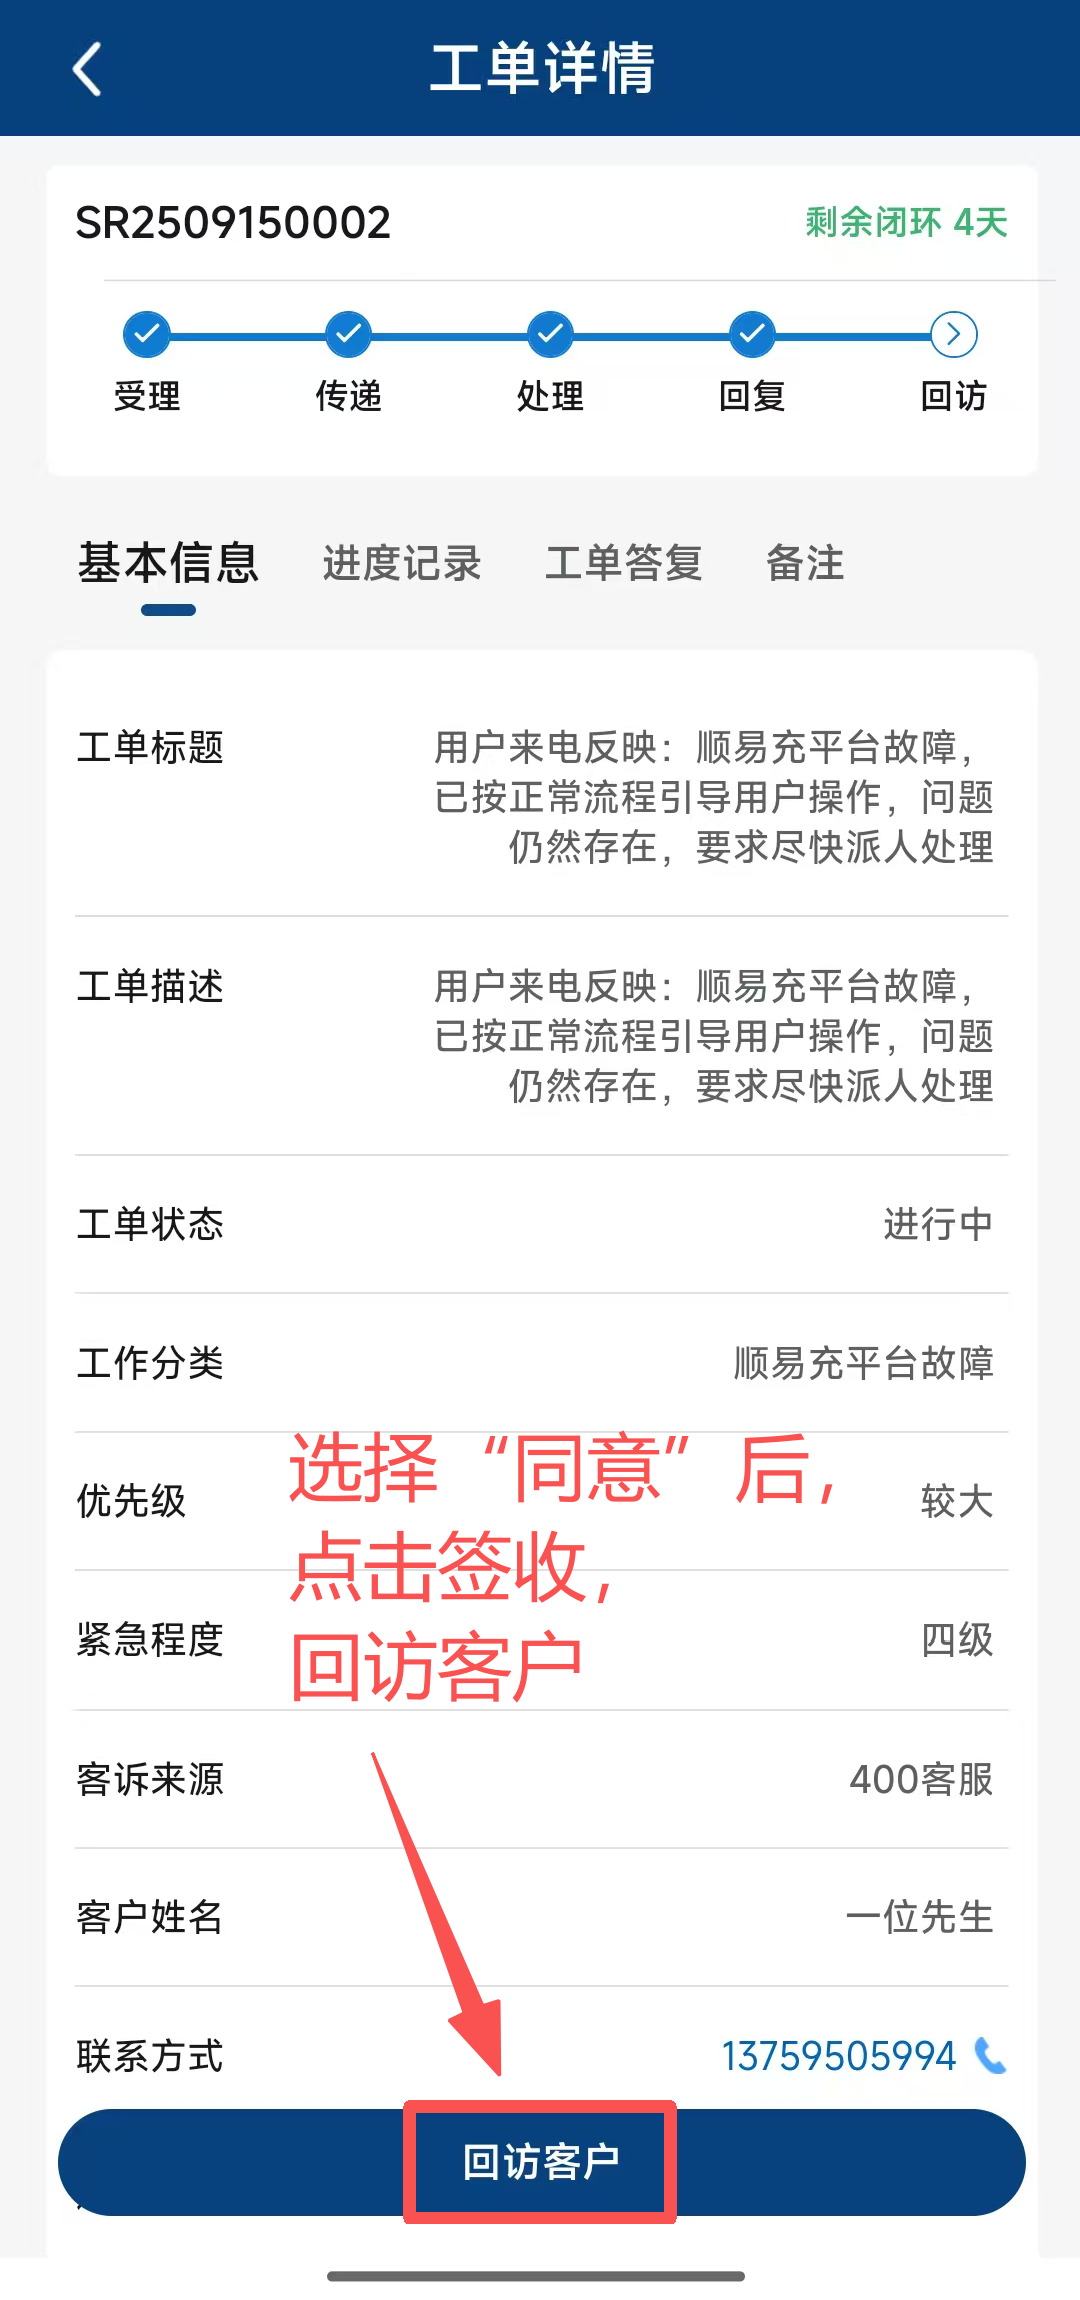 工单详情
SR2509150002
剩余闭环 4天
受理
传递
处理
回复
回访
基本信息
进度记录
工单答复
备注
工单标题
用户来电反映：顺易充平台故障，
已按正常流程引导用户操作，问题
仍然存在，要求尽快派人处理
工单描述
用户来电反映：顺易充平台故障，
已按正常流程引导用户操作，问题
仍然存在，要求尽快派人处理
工单状态
进行中
工作分类
顺易充平台故障
选择“同意”后，
点击签收，
回访客户
优先级
较大
紧急程度
四级
客诉来源
400客服
客户姓名
一位先生
联系方式
13759505994
回访客户